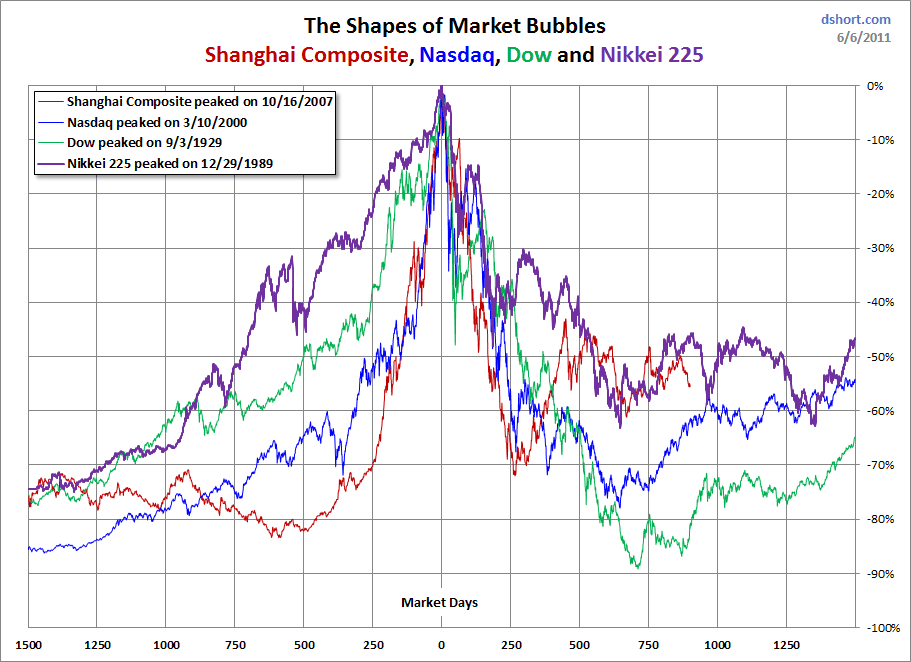 The Shapes of Market Bubbles
Shanghai Composite, Nasdaq, Dow and Nikkei 225
dshort.com
6/6/2011
Shanghai Composite peaked on 10/16/2007
Nasdaq peaked on 3/10/2000
Dow peaked on 9/3/1929
Nikkei 225 peaked on 12/29/1989
0%
-10%
-20%
-30%
-40%
-50%
-60%
-70%
-80%
-90%
-100%
Market Days
1500 1250 1000 750 500 250 0 250 500 750 1000 1250